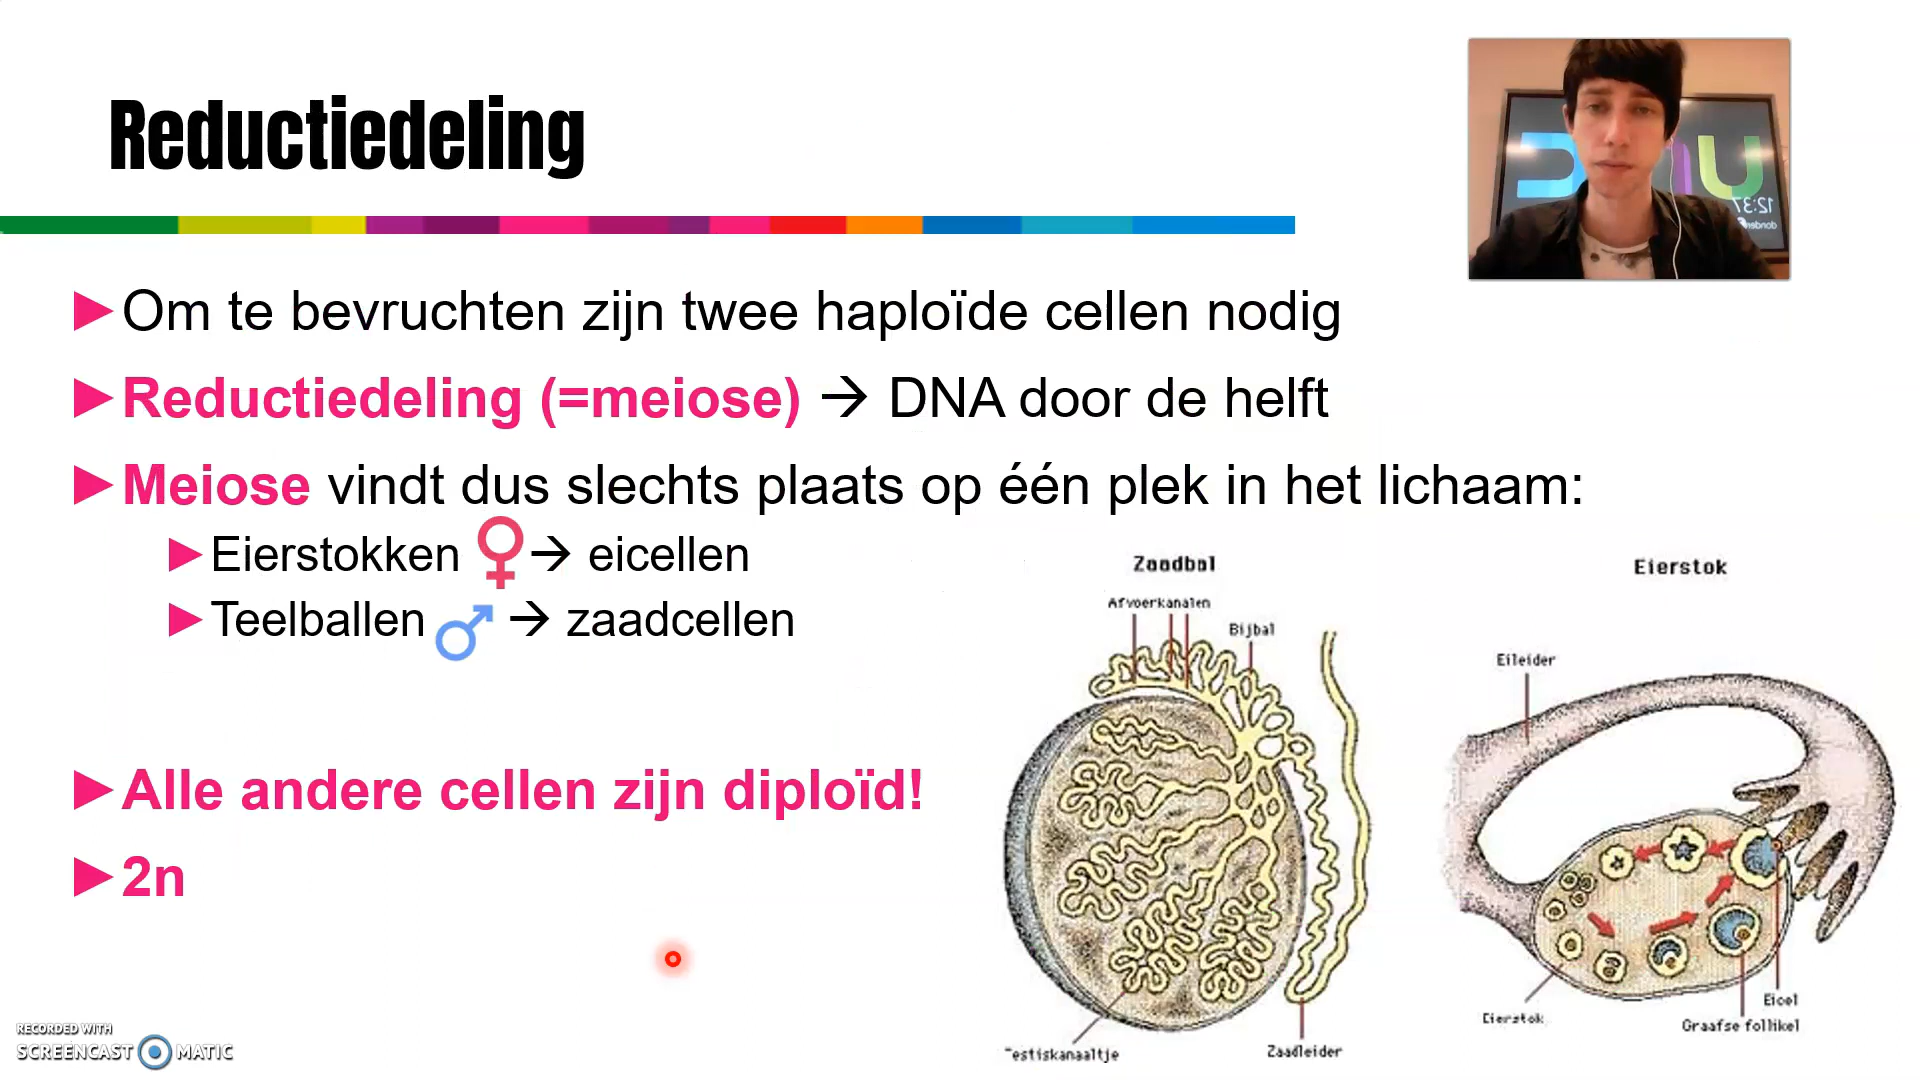 Reductiedeling
12:37
►Om te bevruchten zijn twee haploïde cellen nodig
►Reductiedeling (=meiose) → DNA door de helft
►Meiose vindt dus slechts plaats op één plek in het lichaam:
►Eierstokken ♀→ eicellen
►Teelballen ♂ → zaadcellen
►Alle andere cellen zijn diploïd!
►2n
Zaadbal
Afvoerkanalen
Bijbal
Testiskanaaltje
Zaadleider
Eierstok
Eileider
Eierstok
Eicel
Graafse follikel
RECORDED WITH
SCREENCAST MATIC